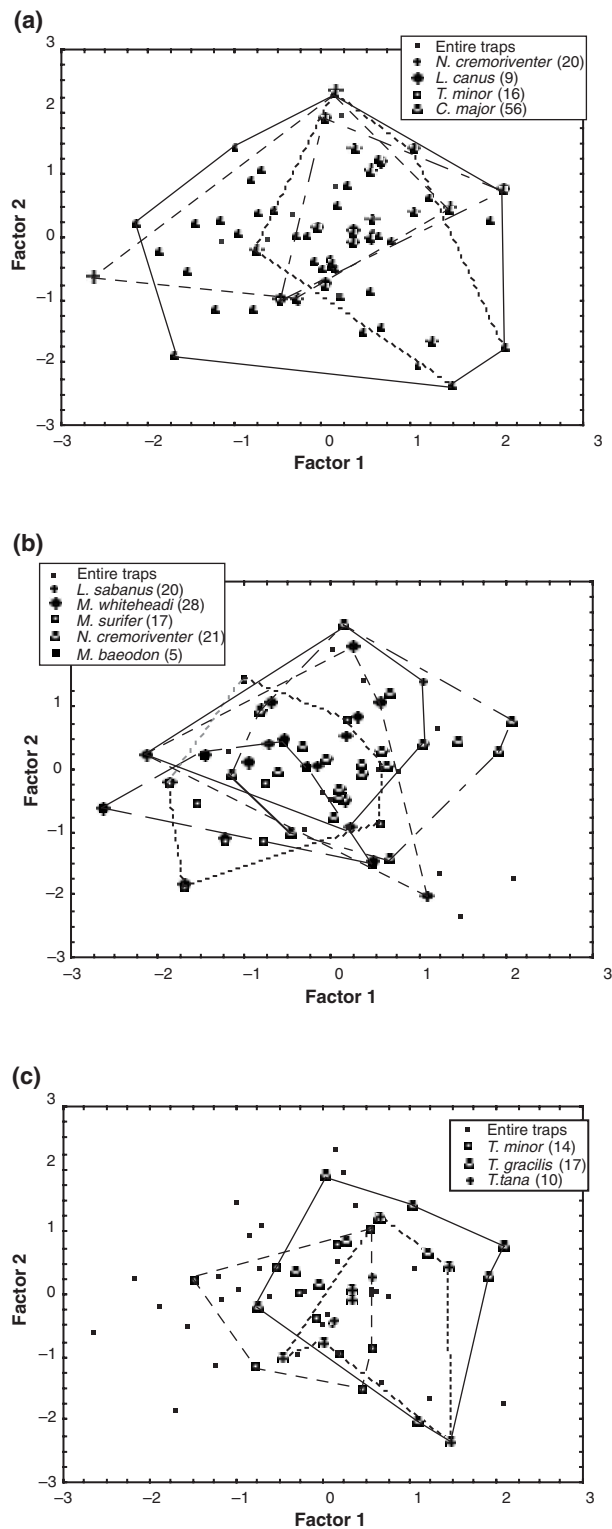 (a)
3
2
1
0
−1
−2
−3
Factor 2
Entire traps
N. cremoriventer (20)
L. canus (9)
T. minor (16)
C. major (56)
−3
−2
−1
0
1
2
3
Factor 1
(b)
Entire traps
L. sabanus (20)
M. whiteheadi (28)
M. surifer (17)
N. cremoriventer (21)
M. baeodon (5)
1
0
−1
−2
−3
Factor 2
−3
−2
−1
0
1
2
3
Factor 1
(c)
3
2
1
0
−1
−2
−3
Factor 2
Entire traps
T. minor (14)
T. gracilis (17)
T.tana (10)
−3
−2
−1
0
1
2
3
Factor 1